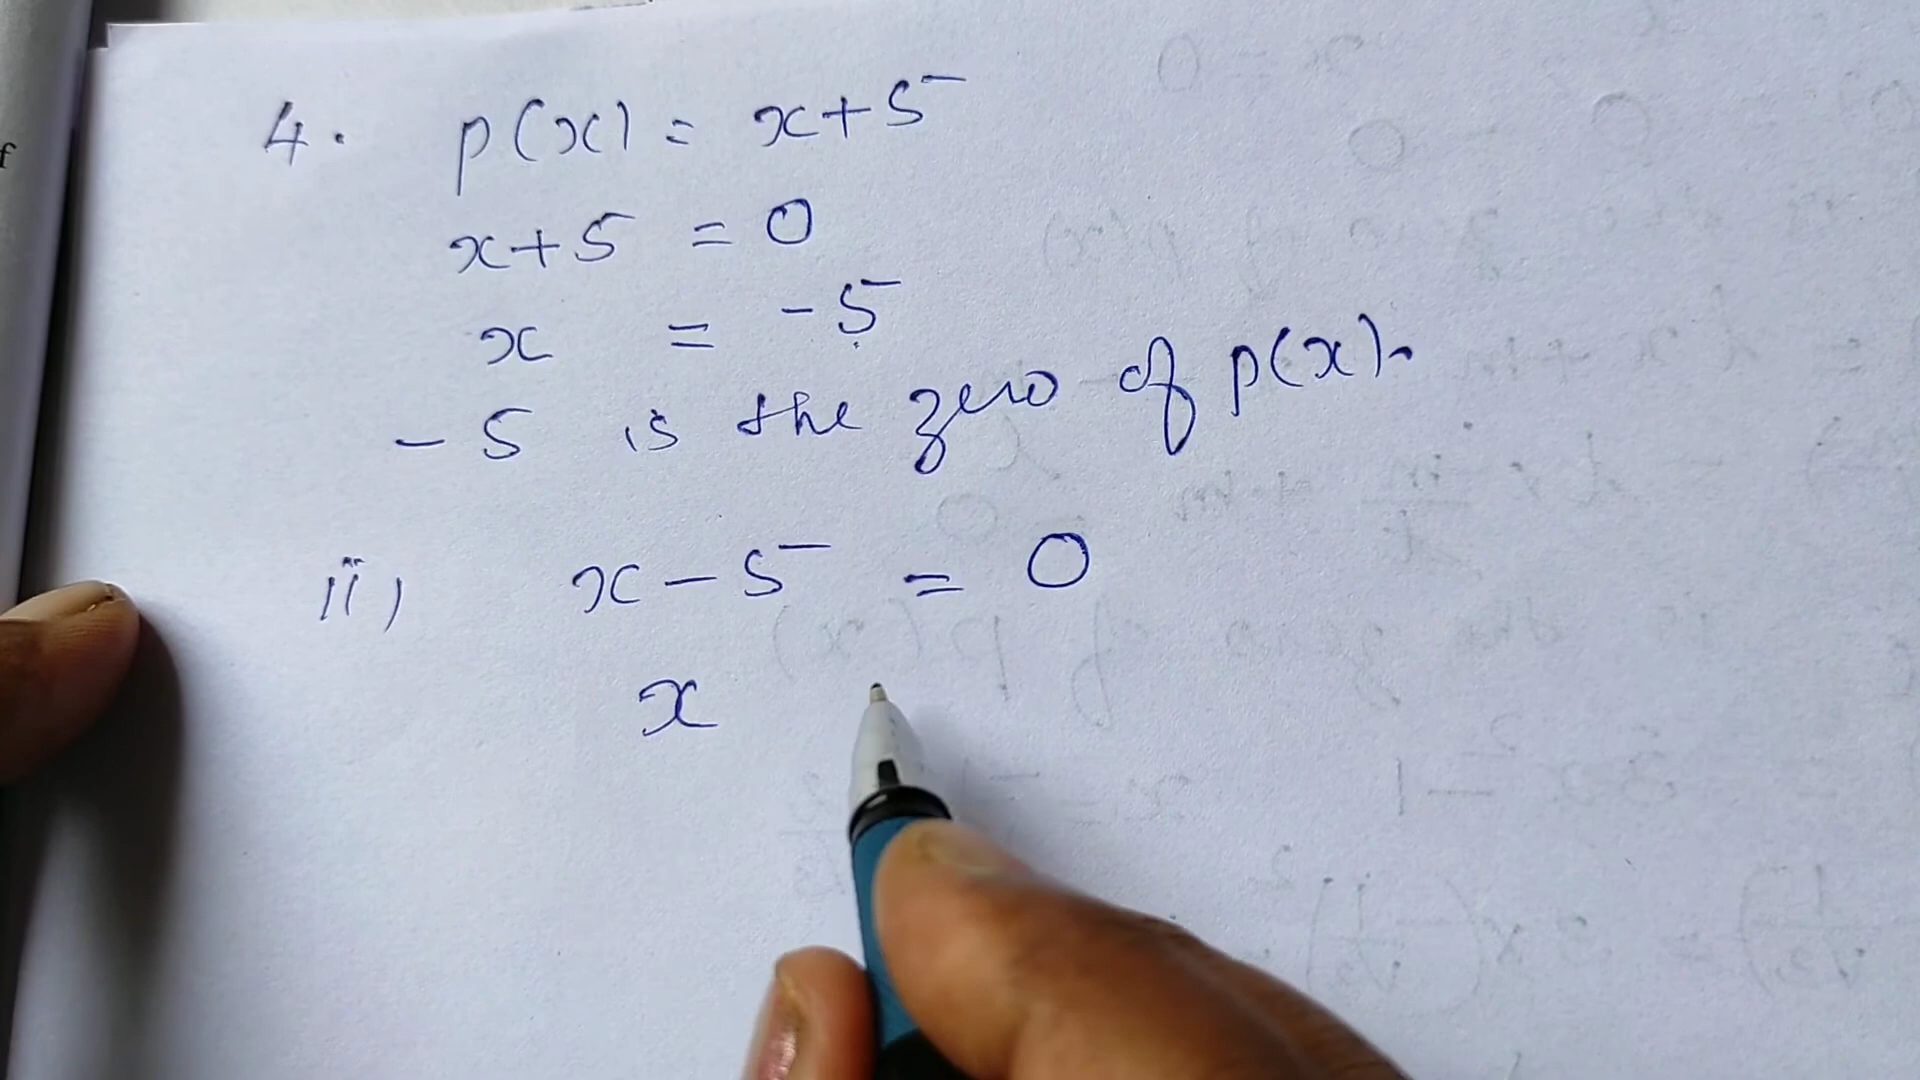 4. p(x) = x+5
x+5 = 0
x = -5
-5 is the zero of p(x).
ii) x-5 = 0
x
f